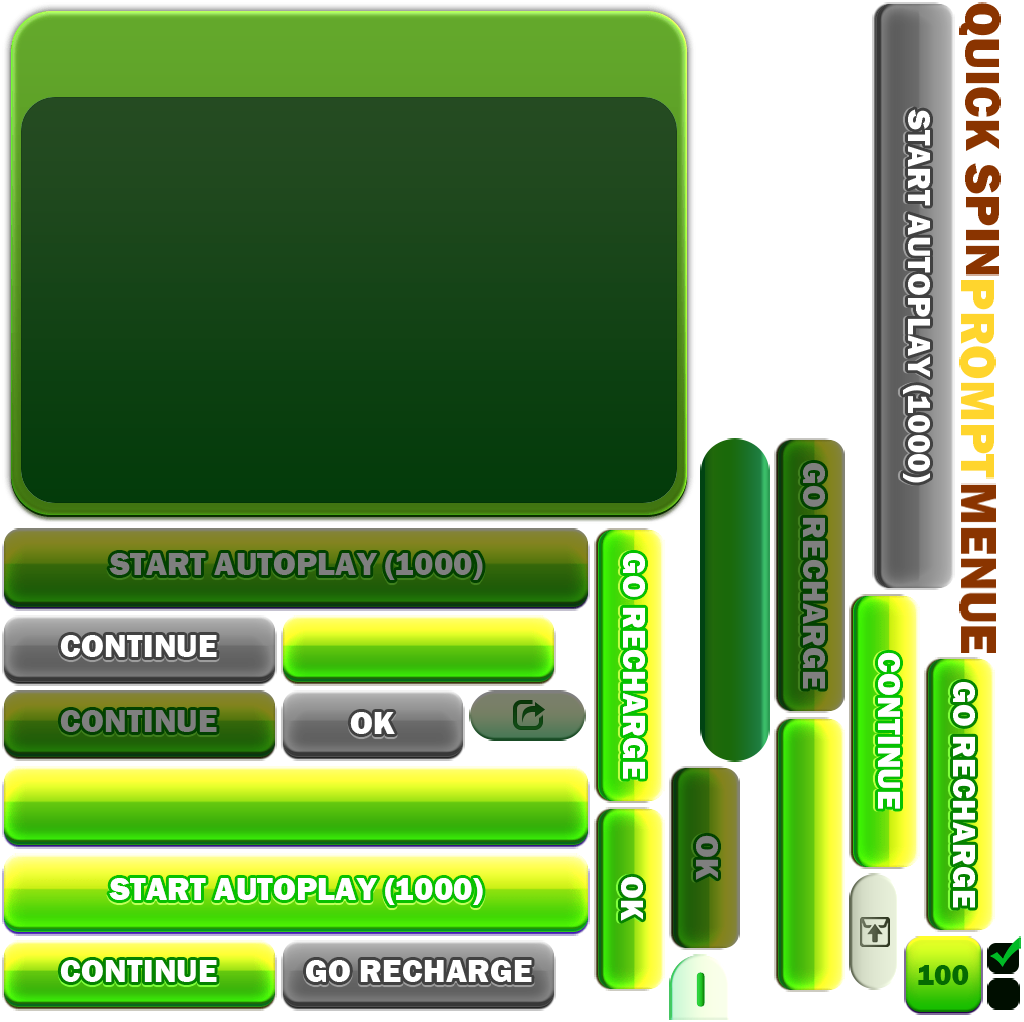 START AUTOPLAY (1000)
CONTINUE
CONTINUE
OK
START AUTOPLAY (1000)
CONTINUE
GO RECHARGE
GO RECHARGE
OK
OK
GO RECHARGE
CONTINUE
START AUTOPLAY (1000)
GO RECHARGE
QUICK SPIN
PROMPT
MENUE
100